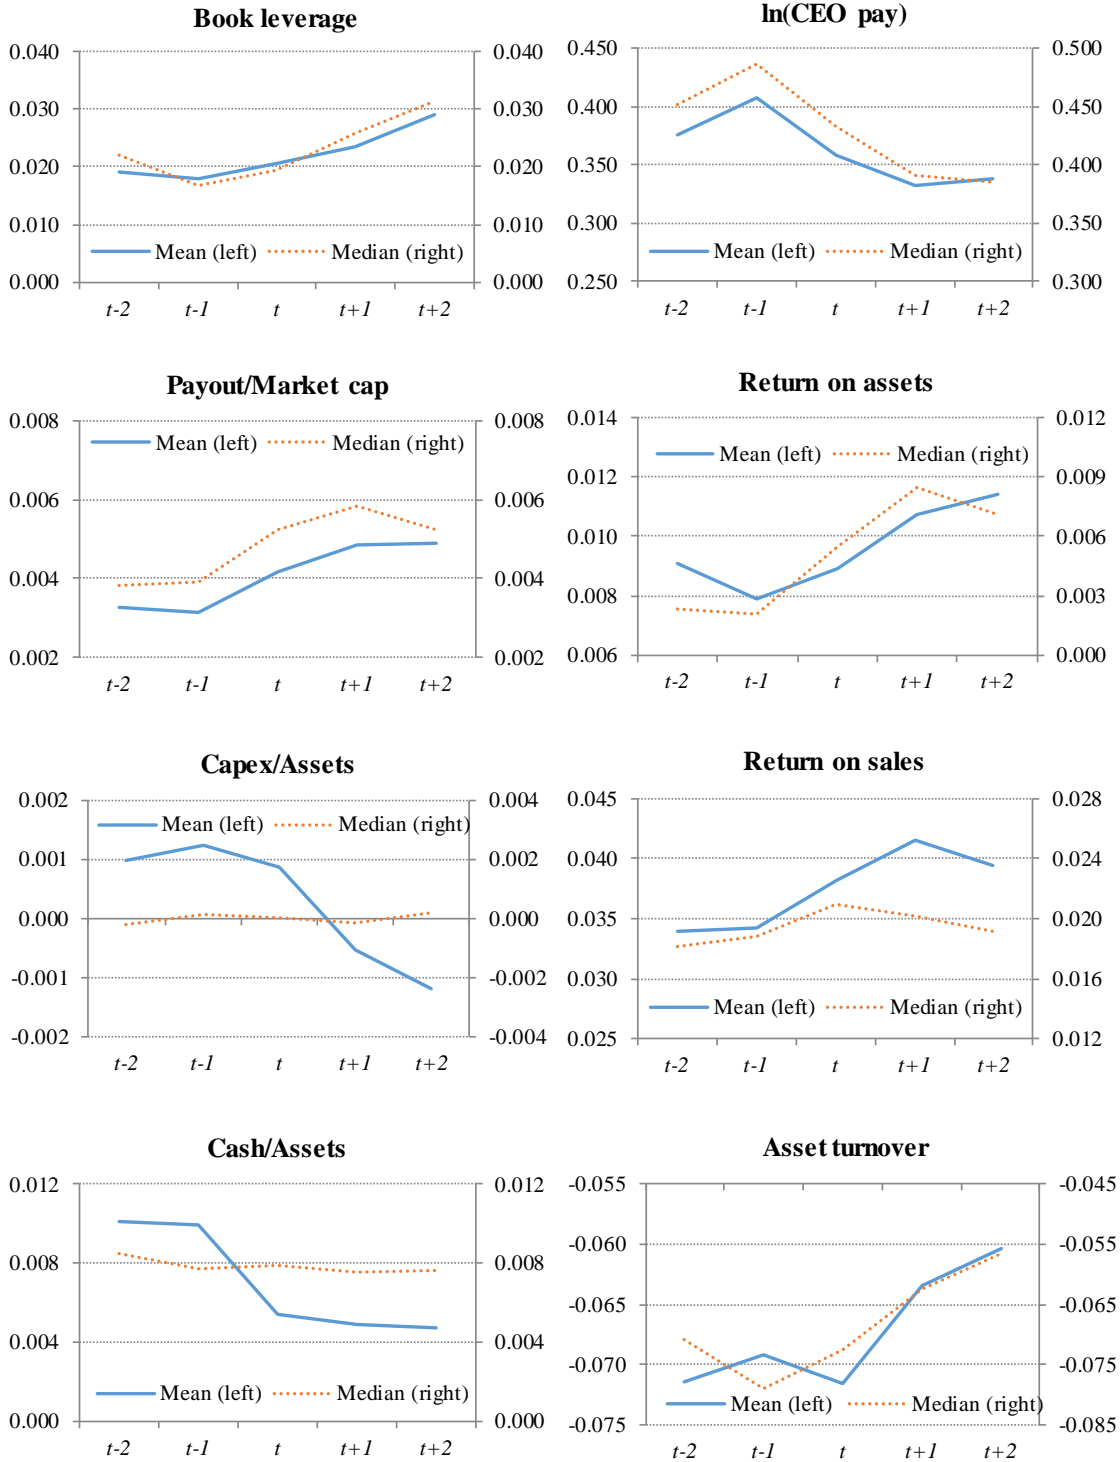 Book leverage
0.040 0.040
0.030 0.030
0.020 0.020
0.010 0.010
Mean (left) Median (right)
0.000 0.000
t-2 t-1 t t+1 t+2
ln(CEO pay)
0.450 0.500
0.400 0.450
0.350 0.400
0.300 0.350
Mean (left) Median (right)
0.250 0.300
t-2 t-1 t t+1 t+2
Payout/Market cap
0.008 0.008
Mean (left) Median (right)
0.006 0.006
0.004 0.004
0.002 0.002
t-2 t-1 t t+1 t+2
Return on assets
0.014 0.012
Mean (left) Median (right)
0.012 0.009
0.010 0.006
0.008 0.003
0.006 0.000
t-2 t-1 t t+1 t+2
Capex/Assets
0.002 0.004
Mean (left) Median (right)
0.001 0.002
0.000 0.000
-0.001 -0.002
-0.002 -0.004
t-2 t-1 t t+1 t+2
Return on sales
0.045 0.028
0.040 0.024
0.035 0.020
0.030 0.016
Mean (left) Median (right)
0.025 0.012
t-2 t-1 t t+1 t+2
Cash/Assets
0.012 0.012
0.008 0.008
0.004 0.004
Mean (left) Median (right)
0.000 0.000
t-2 t-1 t t+1 t+2
Asset turnover
-0.055 -0.045
-0.060 -0.055
-0.065 -0.065
-0.070 -0.075
Mean (left) Median (right)
-0.075 -0.085
t-2 t-1 t t+1 t+2